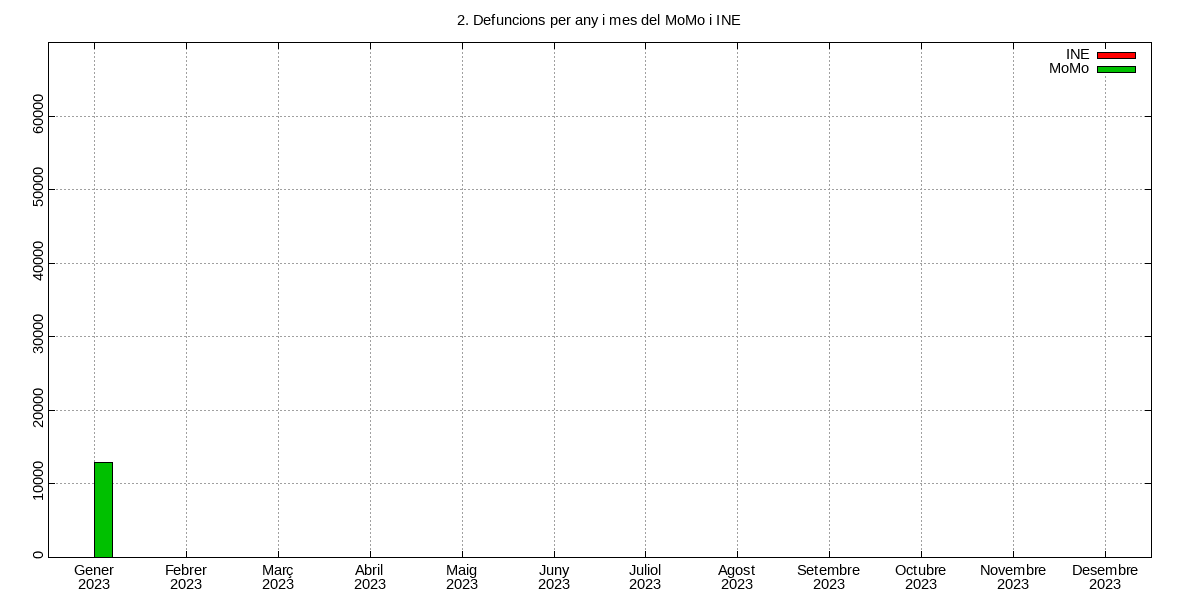 2. Defuncions per any i mes del MoMo i INE
INE
MoMo
60000
50000
40000
30000
20000
10000
0
Gener Febrer Març Abril Maig Juny Juliol Agost Setembre Octubre Novembre Desembre
2023 2023 2023 2023 2023 2023 2023 2023 2023 2023 2023 2023